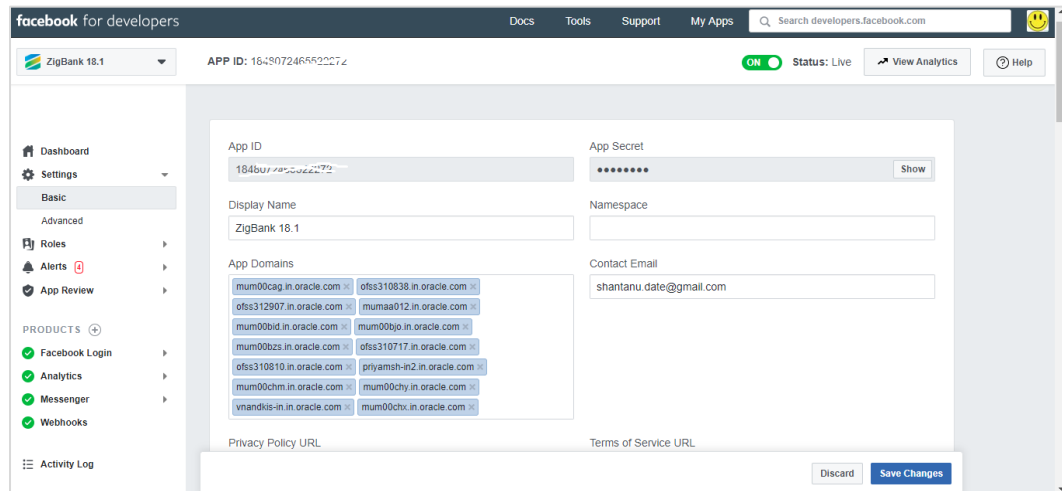 facebook for developers
Docs Tools Support My Apps Search developers.facebook.com
ZigBank 18.1
APP ID:
ON Status: Live View Analytics Help
Dashboard
Settings
Basic
Advanced
Roles
Alerts 4
App Review
PRODUCTS
Facebook Login
Analytics
Messenger
Webhooks
Activity Log
App ID
App Secret
Show
Display Name
ZigBank 18.1
Namespace
App Domains
mum00cag.in.oracle.com × ofss310838.in.oracle.com ×
ofss312907.in.oracle.com × mumaa012.in.oracle.com ×
mum00bid.in.oracle.com × mum00bjo.in.oracle.com ×
mum00bzs.in.oracle.com × ofss310717.in.oracle.com ×
ofss310810.in.oracle.com × priyamsh-in2.in.oracle.com ×
mum00chm.in.oracle.com × mum00chy.in.oracle.com ×
vnandkis-in.in.oracle.com × mum00chx.in.oracle.com ×
Contact Email
shantanu.date@gmail.com
Privacy Policy URL
Terms of Service URL
Discard Save Changes